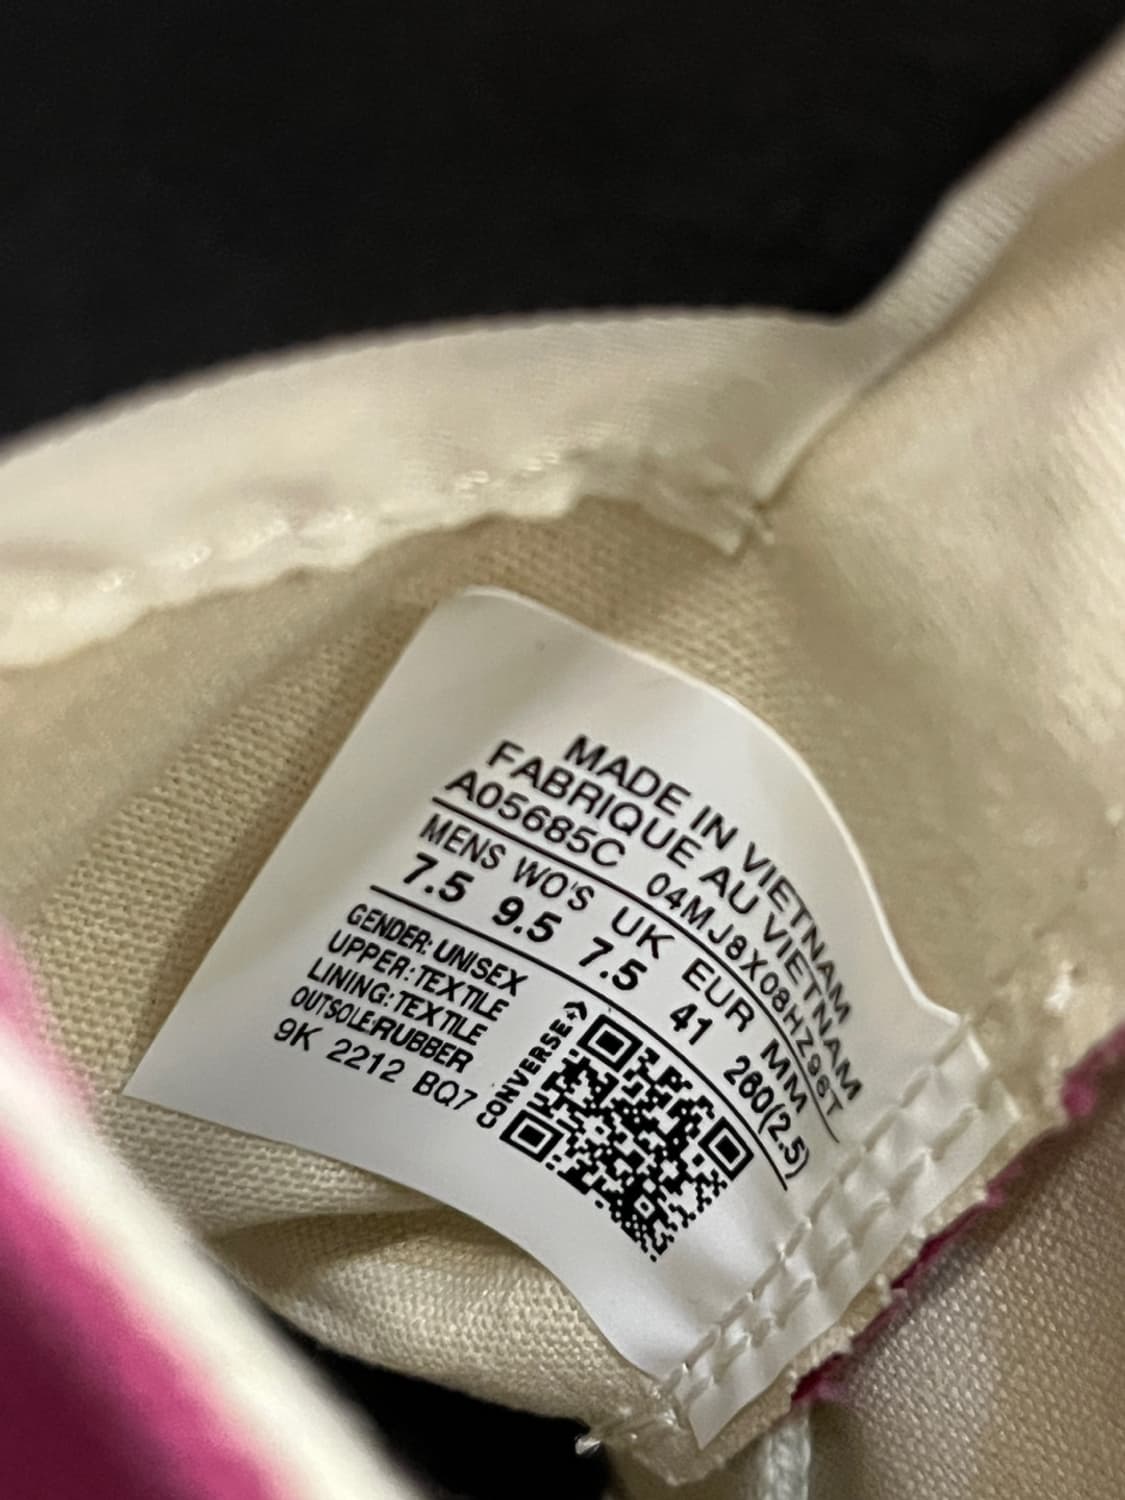 MADE IN VIETNAM
FABRIQUE AU VIETNAM
A05685C 04MJ8X08HZ96T
MENS WO'S UK EUR MM
7.5 9.5 7.5 41 260(2.5)
GENDER: UNISEX
UPPER: TEXTILE
LINING: TEXTILE
OUTSOLE:RUBBER
9K 2212 BQ7
CONVERSE